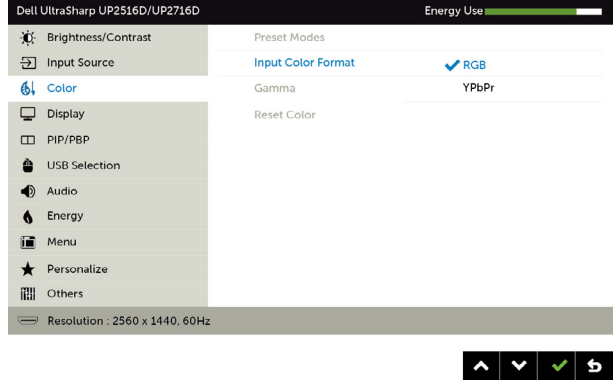 Dell UltraSharp UP2516D/UP2716D Energy Use
Brightness/Contrast Preset Modes
Input Source Input Color Format RGB
Color Gamma YPbPr
Display Reset Color
PIP/PBP
USB Selection
Audio
Energy
Menu
Personalize
Others
Resolution : 2560 x 1440, 60Hz